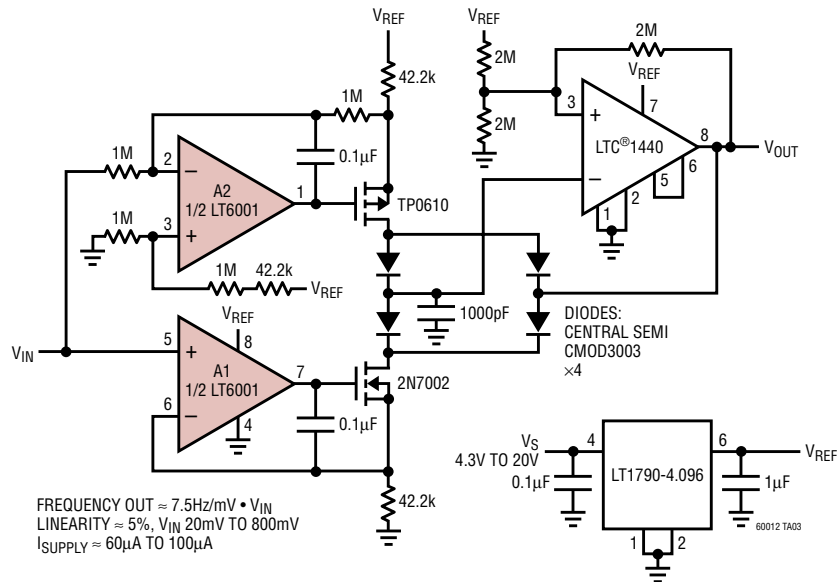 VREF
42.2k
1M
1M
2
A2
1/2 LT6001
1
0.1µF
TP0610
1M
3
1M
42.2k
VREF
VREF
2M
2M
2M
VREF
3
7
LTC®1440
8
VOUT
5
6
1
2
1000pF
DIODES:
CENTRAL SEMI
CMOD3003
×4
VIN
5
VREF
8
A1
1/2 LT6001
7
6
4
0.1µF
2N7002
42.2k
FREQUENCY OUT ≈ 7.5Hz/mV • VIN
LINEARITY ≈ 5%, VIN 20mV TO 800mV
ISUPPLY ≈ 60µA TO 100µA
VS
4.3V TO 20V
0.1µF
4
LT1790-4.096
6
VREF
1µF
1
2
60012 TA03